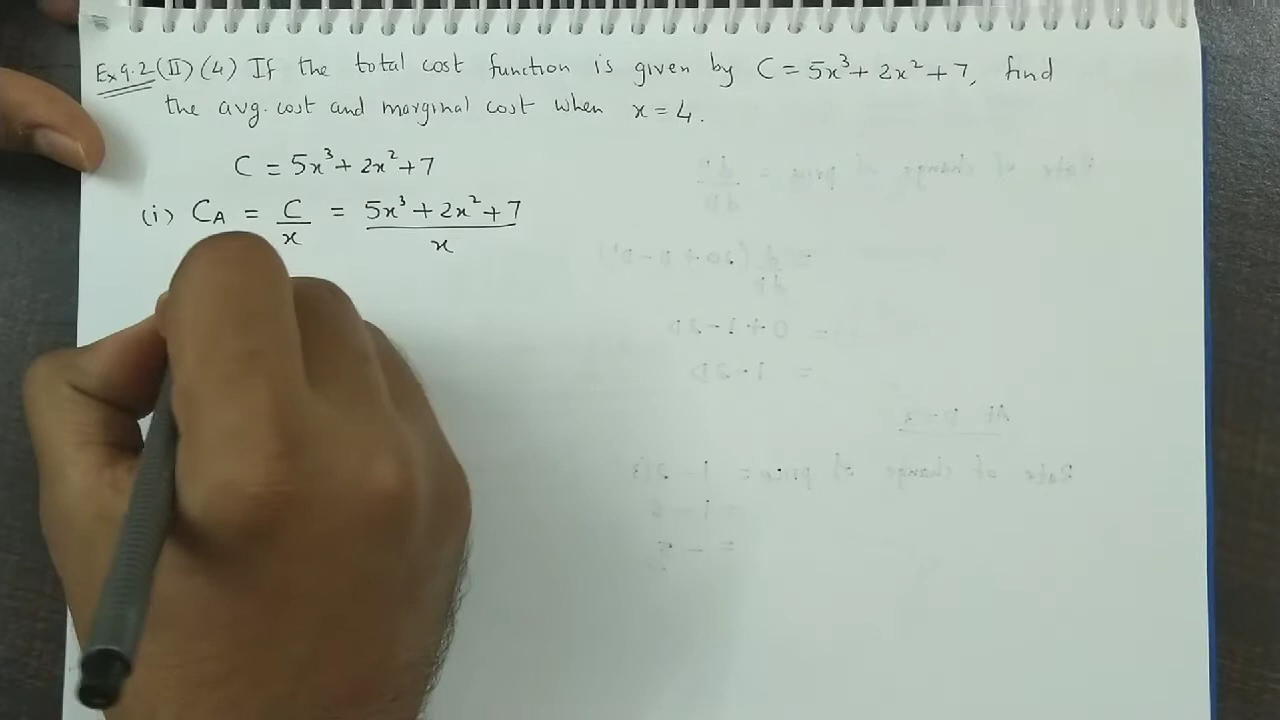 Ex 9.2 (II) (4) If the total cost function is given by C = 5x³ + 2x² + 7, find
the avg. cost and marginal cost when x = 4.
C = 5x³ + 2x² + 7
(i) C_A = C/x = (5x³ + 2x² + 7)/x